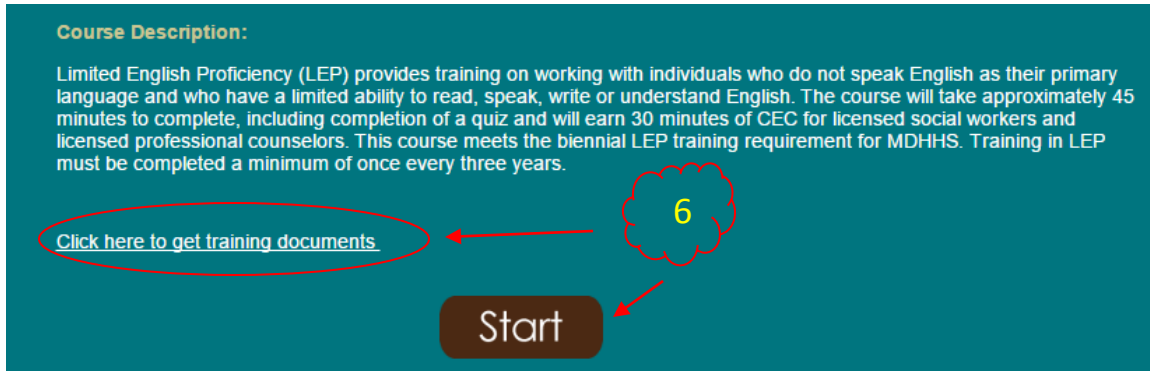 Course Description:
Limited English Proficiency (LEP) provides training on working with individuals who do not speak English as their primary
language and who have a limited ability to read, speak, write or understand English. The course will take approximately 45
minutes to complete, including completion of a quiz and will earn 30 minutes of CEC for licensed social workers and
licensed professional counselors. This course meets the biennial LEP training requirement for MDHHS. Training in LEP
must be completed a minimum of once every three years.
6
Click here to get training documents
Start